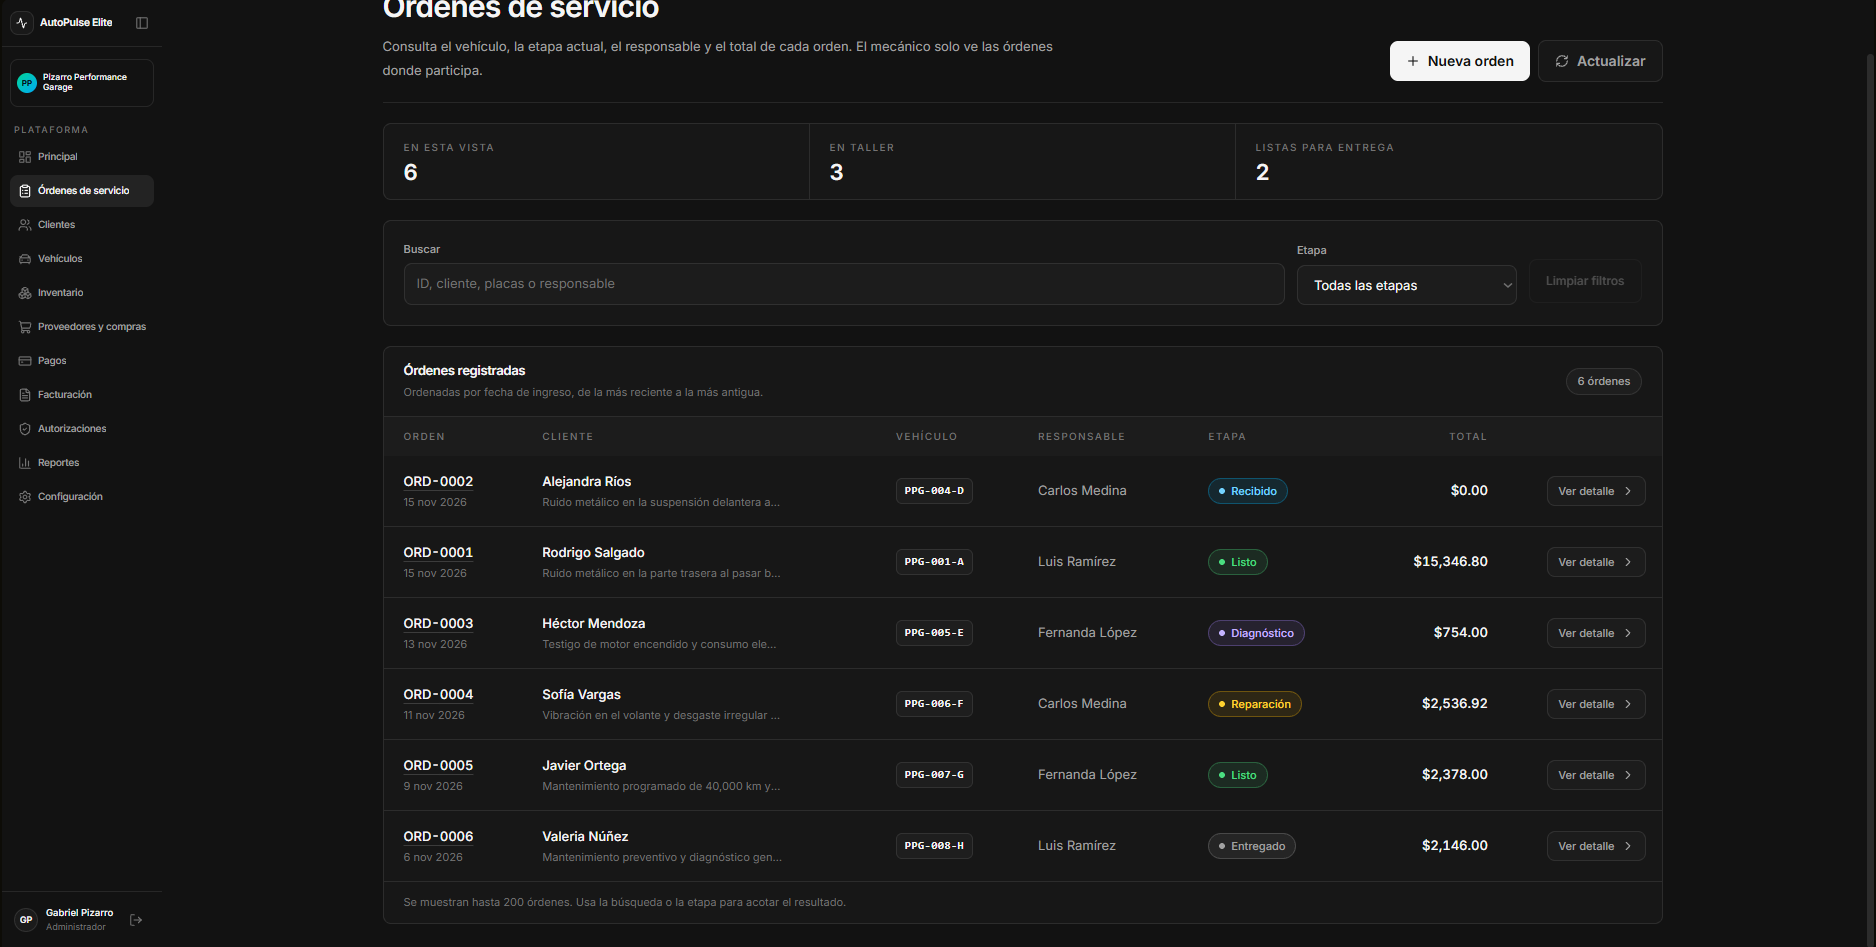 AutoPulse Elite
PP
Pizarro Performance
Garage
PLATAFORMA
Principal
Órdenes de servicio
Clientes
Vehículos
Inventario
Proveedores y compras
Pagos
Facturación
Autorizaciones
Reportes
Configuración
GP
Gabriel Pizarro
Administrador
Órdenes de servicio
Consulta el vehículo, la etapa actual, el responsable y el total de cada orden. El mecánico solo ve las órdenes
donde participa.
Nueva orden
Actualizar
EN ESTA VISTA
6
EN TALLER
3
LISTAS PARA ENTREGA
2
Buscar
ID, cliente, placas o responsable
Etapa
Todas las etapas
Limpiar filtros
Órdenes registradas
Ordenadas por fecha de ingreso, de la más reciente a la más antigua.
6 órdenes
ORDEN CLIENTE VEHÍCULO RESPONSABLE ETAPA TOTAL
ORD-0002 Alejandra Ríos PPG-004-D Carlos Medina Recibido $0.00 Ver detalle
15 nov 2026 Ruido metálico en la suspensión delantera a...
ORD-0001 Rodrigo Salgado PPG-001-A Luis Ramírez Listo $15,346.80 Ver detalle
15 nov 2026 Ruido metálico en la parte trasera al pasar b...
ORD-0003 Héctor Mendoza PPG-005-E Fernanda López Diagnóstico $754.00 Ver detalle
13 nov 2026 Testigo de motor encendido y consumo ele...
ORD-0004 Sofía Vargas PPG-006-F Carlos Medina Reparación $2,536.92 Ver detalle
11 nov 2026 Vibración en el volante y desgaste irregular ...
ORD-0005 Javier Ortega PPG-007-G Fernanda López Listo $2,378.00 Ver detalle
9 nov 2026 Mantenimiento programado de 40,000 km y...
ORD-0006 Valeria Núñez PPG-008-H Luis Ramírez Entregado $2,146.00 Ver detalle
6 nov 2026 Mantenimiento preventivo y diagnóstico gen...
Se muestran hasta 200 órdenes. Usa la búsqueda o la etapa para acotar el resultado.